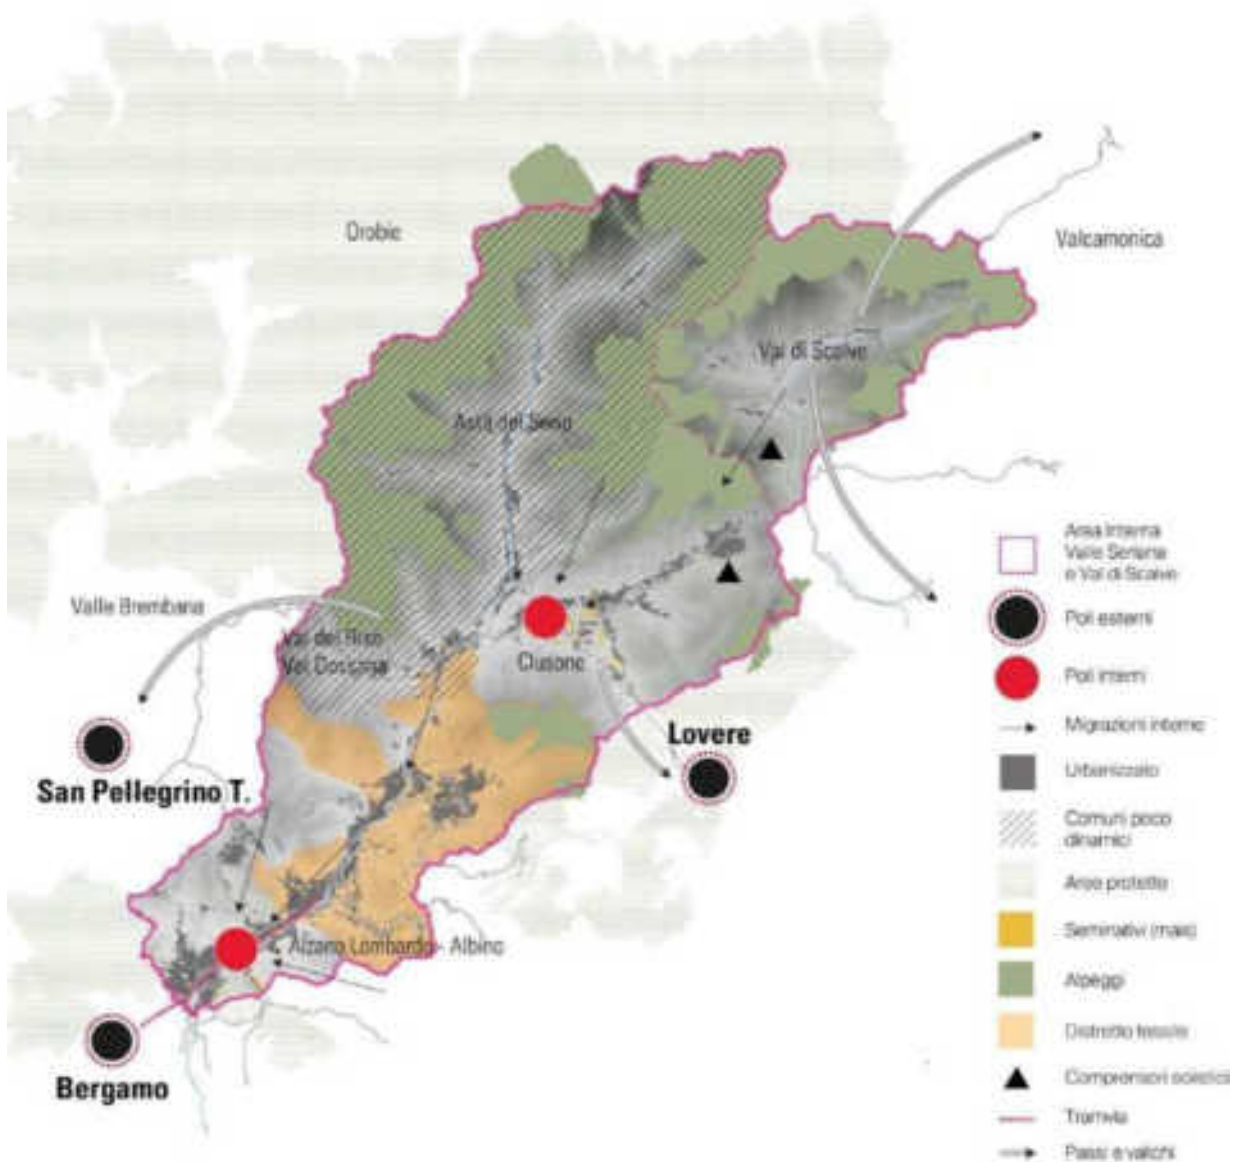 Orobie
Valcamonica
Val di Scalve
Asta del Serio
Valle Brembana
Val del Riso
Val Dossana
Clusone
Lovere
San Pellegrino T.
Alzano Lombardo - Albino
Bergamo
Area Interna
Valle Seriana
e Val di Scalve
Poli esterni
Poli interni
Migrazioni interne
Urbanizzato
Comuni poco
dinamici
Aree protette
Seminativi (mais)
Alpeggi
Distretto tessile
Comprensori sciistici
Tramvia
Passi e valichi